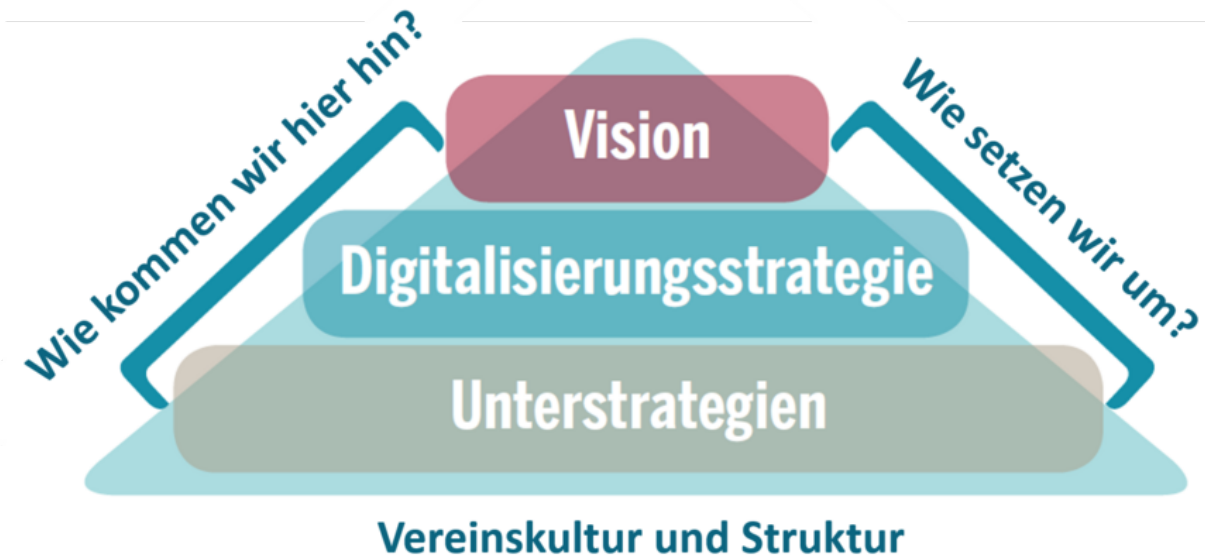 Wie kommen wir hier hin?
Wie setzen wir um?
Vision
Digitalisierungsstrategie
Unterstrategien
Vereinskultur und Struktur